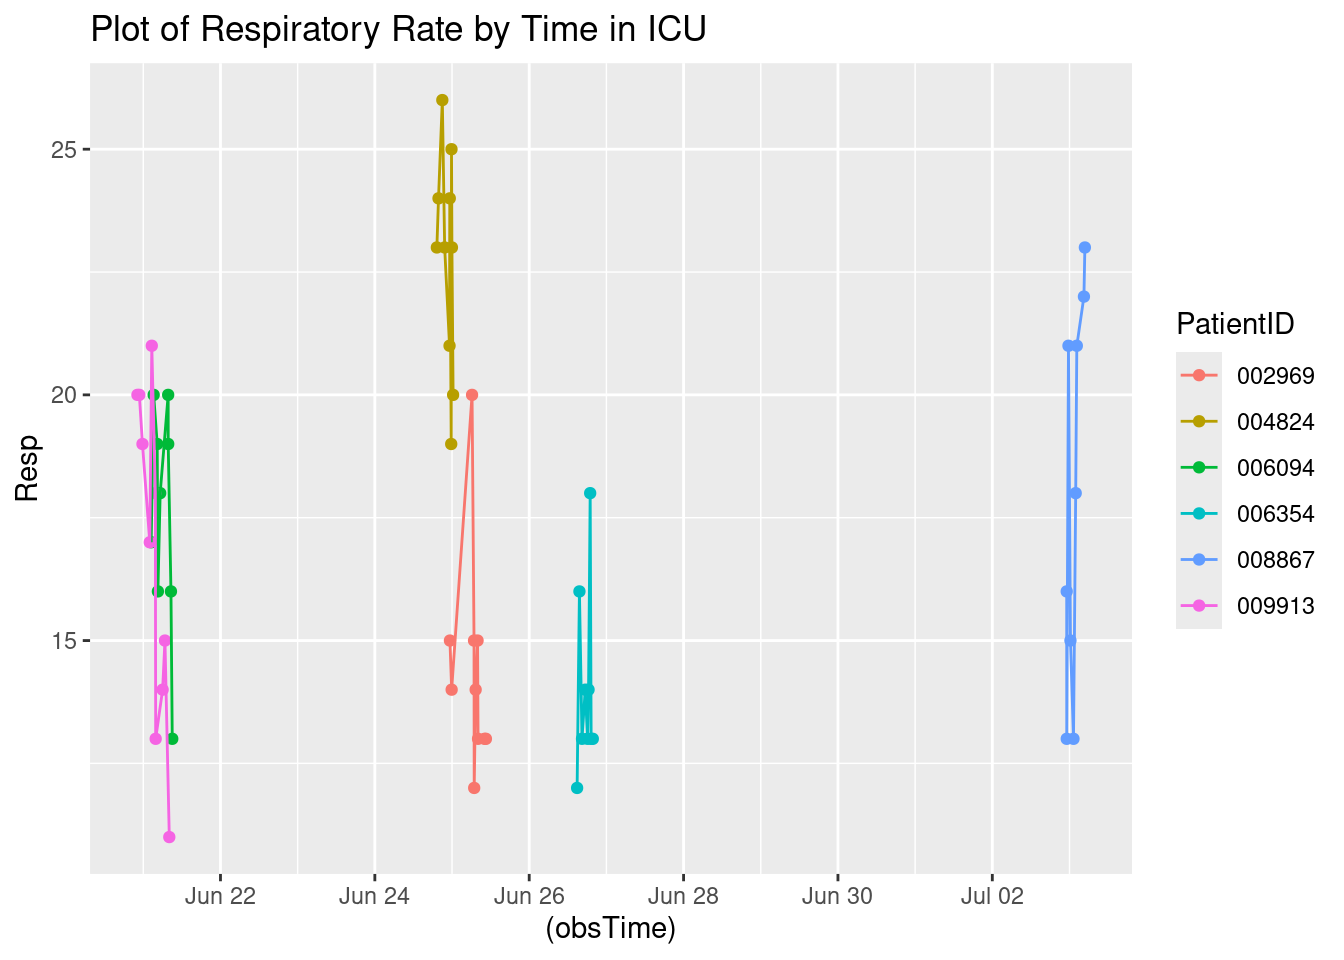 Plot of Respiratory Rate by Time in ICU
25
20
15
Resp
Jun 22 Jun 24 Jun 26 Jun 28 Jun 30 Jul 02
(obsTime)
PatientID
002969
004824
006094
006354
008867
009913